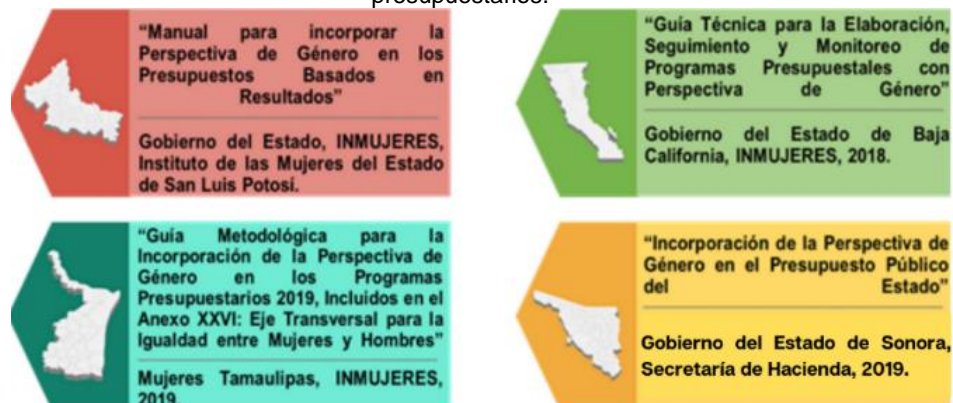 presupuestarios.
“Manual para incorporar la
Perspectiva de Género en los
Presupuestos Basados en
Resultados”
Gobierno del Estado, INMUJERES,
Instituto de las Mujeres del Estado
de San Luis Potosí.
“Guía Técnica para la Elaboración,
Seguimiento y Monitoreo de
Programas Presupuestales con
Perspectiva de Género”
Gobierno del Estado de Baja
California, INMUJERES, 2018.
“Guía Metodológica para la
Incorporación de la Perspectiva de
Género en los Programas
Presupuestarios 2019, Incluidos en el
Anexo XXVI: Eje Transversal para la
Igualdad entre Mujeres y Hombres”
Mujeres Tamaulipas, INMUJERES,
2019
“Incorporación de la Perspectiva de
Género en el Presupuesto Público
del Estado”
Gobierno del Estado de Sonora,
Secretaría de Hacienda, 2019.